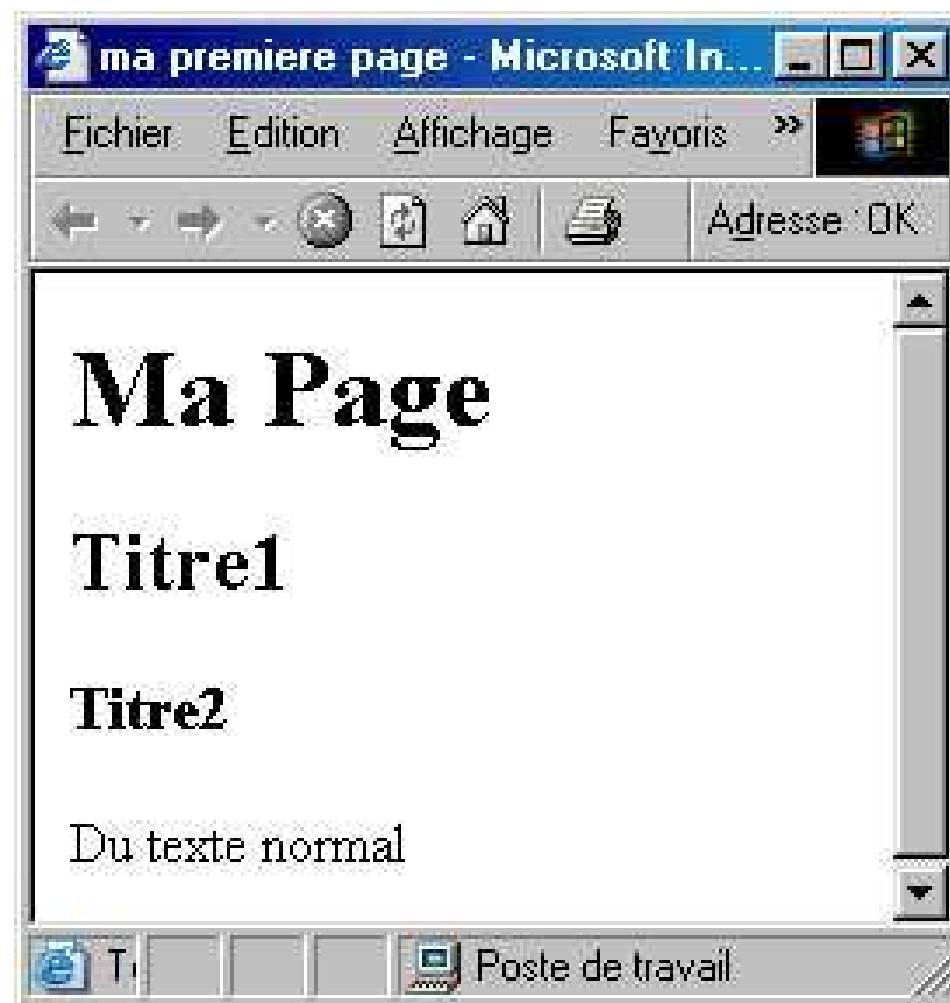 ma premiere page - Microsoft In...
Fichier Edition Affichage Favoris »
Adresse OK
Ma Page
Titre1
Titre2
Du texte normal
Poste de travail